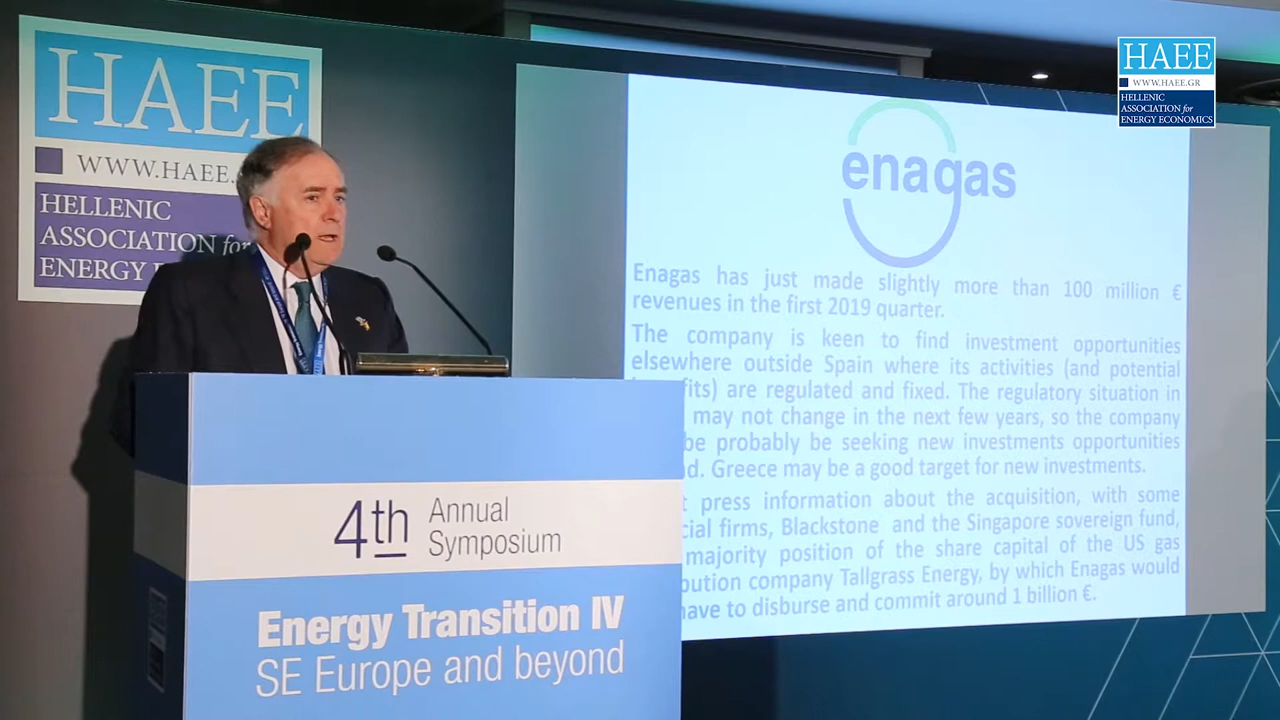 HAEE
WWW.HAEE.
HELLENIC
ASSOCIATION for
ENERGY
HAEE
WWW.HAEE.GR
HELLENIC
ASSOCIATION for
ENERGY ECONOMICS
enagas
Enagas has just made slightly more than 100 million €
revenues in the first 2019 quarter.
The company is keen to find investment opportunities
elsewhere outside Spain where its activities (and potential
fits) are regulated and fixed. The regulatory situation in
may not change in the next few years, so the company
be probably be seeking new investments opportunities
d. Greece may be a good target for new investments.
t press information about the acquisition, with some
cial firms, Blackstone and the Singapore sovereign fund,
majority position of the share capital of the US gas
bution company Tallgrass Energy, by which Enagas would
have to disburse and commit around 1 billion €.
4th Annual
Symposium
Energy Transition IV
SE Europe and beyond